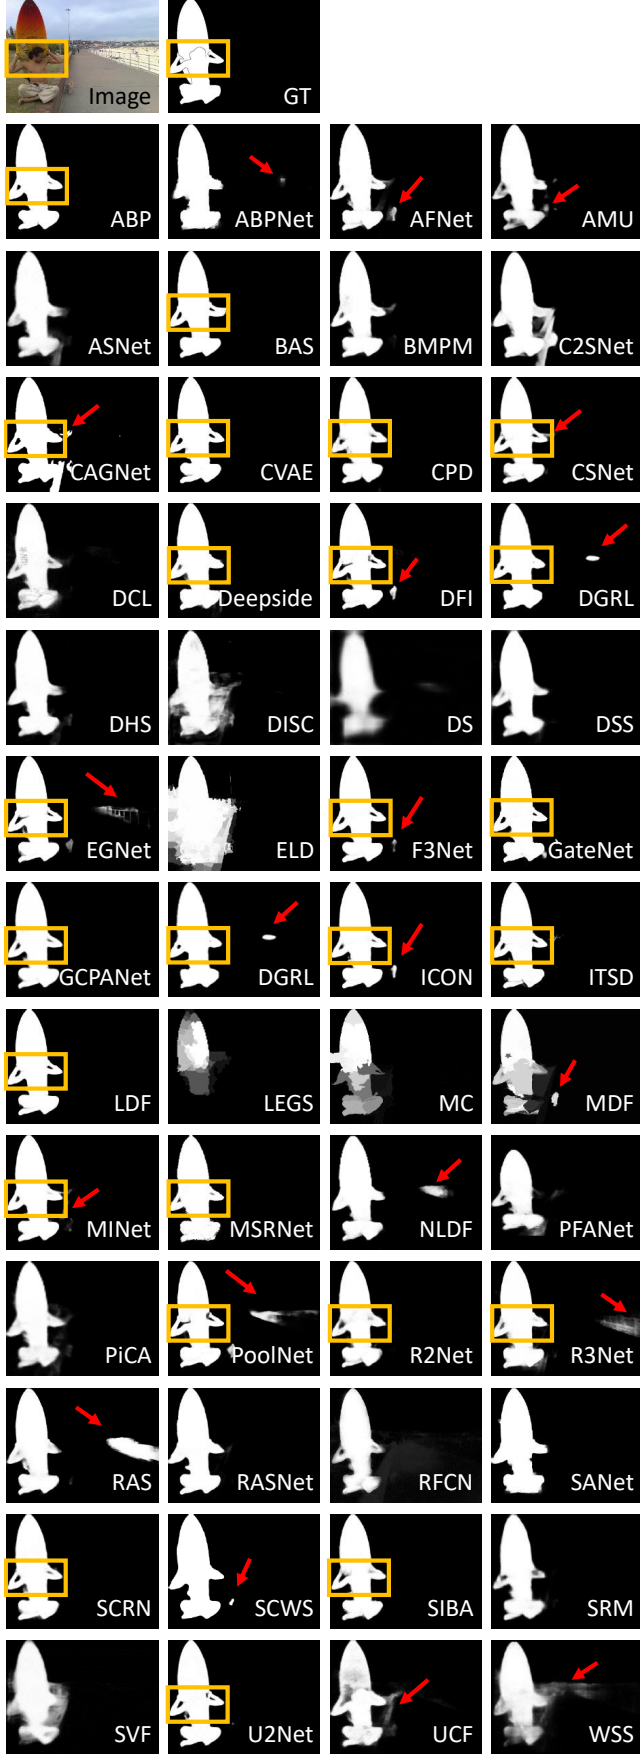 Image GT
ABP ABPNet AFNet AMU
ASNet BAS BMPM C2SNet
CAGNet CVAE CPD CSNet
DCL Deepside DFI DGRL
DHS DISC DS DSS
EGNet ELD F3Net GateNet
GCPANet DGRL ICON ITSD
LDF LEGS MC MDF
MINet MSRNet NLDF PFANet
PiCA PoolNet R2Net R3Net
RAS RASNet RFCN SANet
SCRN SCWS SIBA SRM
SVF U2Net UCF WSS